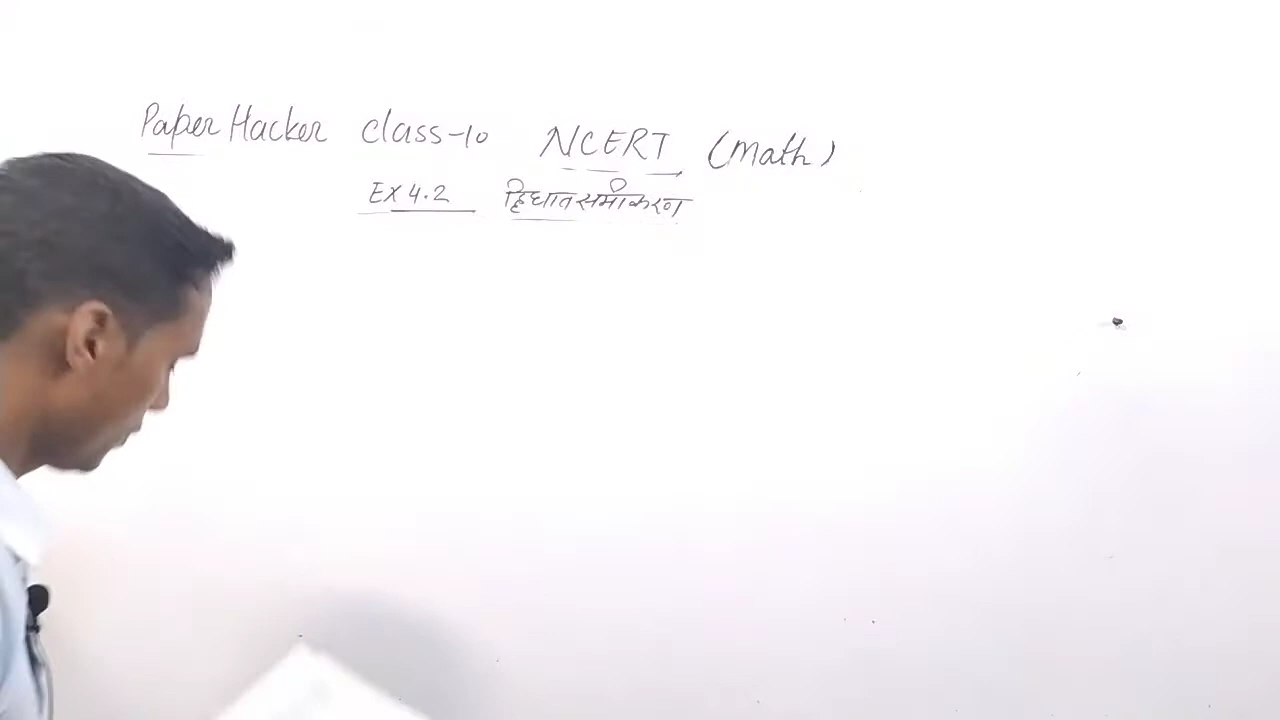 Paper Hacker class-10 NCERT (Math)
EX 4.2 द्विघात समीकरण